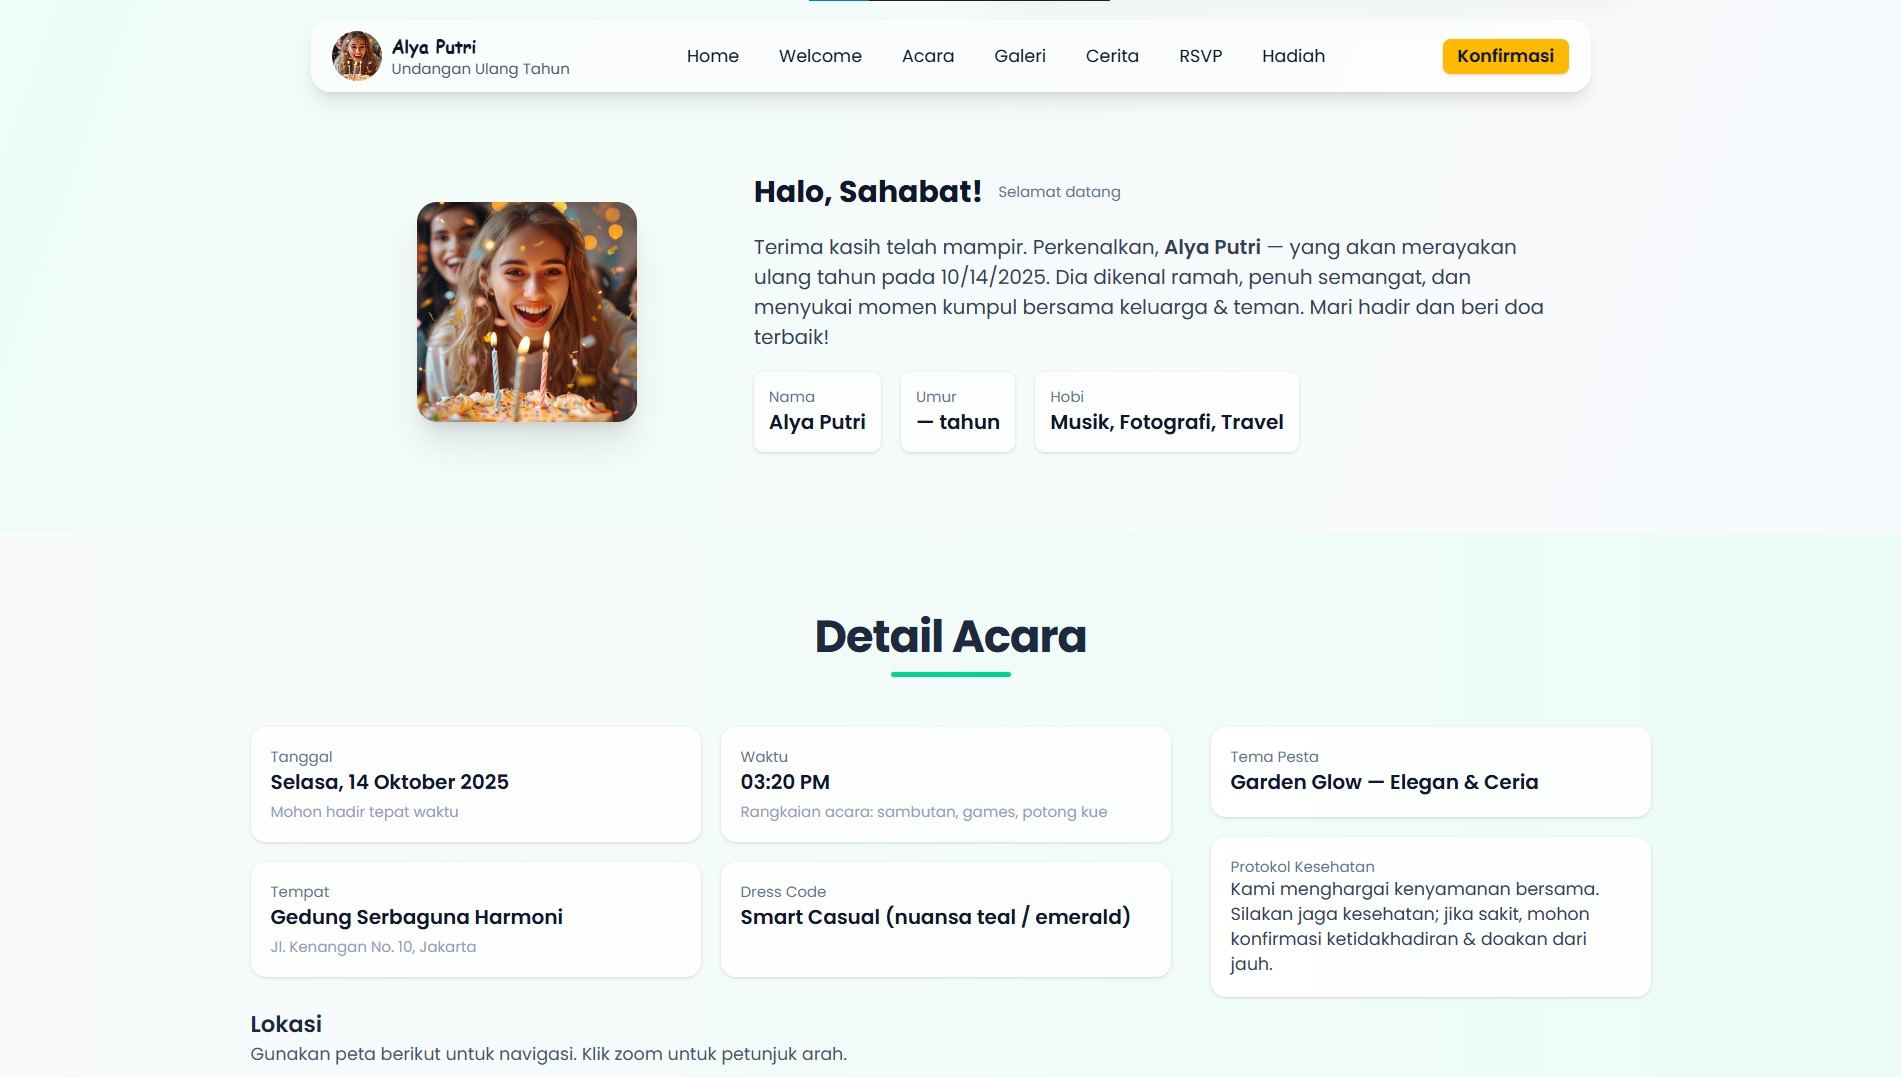 Alya Putri
Undangan Ulang Tahun
Home
Welcome
Acara
Galeri
Cerita
RSVP
Hadiah
Konfirmasi
Halo, Sahabat!
Selamat datang
Terima kasih telah mampir. Perkenalkan, Alya Putri — yang akan merayakan
ulang tahun pada 10/14/2025. Dia dikenal ramah, penuh semangat, dan
menyukai momen kumpul bersama keluarga & teman. Mari hadir dan beri doa
terbaik!
Nama
Alya Putri
Umur
— tahun
Hobi
Musik, Fotografi, Travel
Detail Acara
Tanggal
Selasa, 14 Oktober 2025
Mohon hadir tepat waktu
Waktu
03:20 PM
Rangkaian acara: sambutan, games, potong kue
Tempat
Gedung Serbaguna Harmoni
Jl. Kenangan No. 10, Jakarta
Dress Code
Smart Casual (nuansa teal / emerald)
Tema Pesta
Garden Glow — Elegan & Ceria
Protokol Kesehatan
Kami menghargai kenyamanan bersama.
Silakan jaga kesehatan; jika sakit, mohon
konfirmasi ketidakhadiran & doakan dari
jauh.
Lokasi
Gunakan peta berikut untuk navigasi. Klik zoom untuk petunjuk arah.